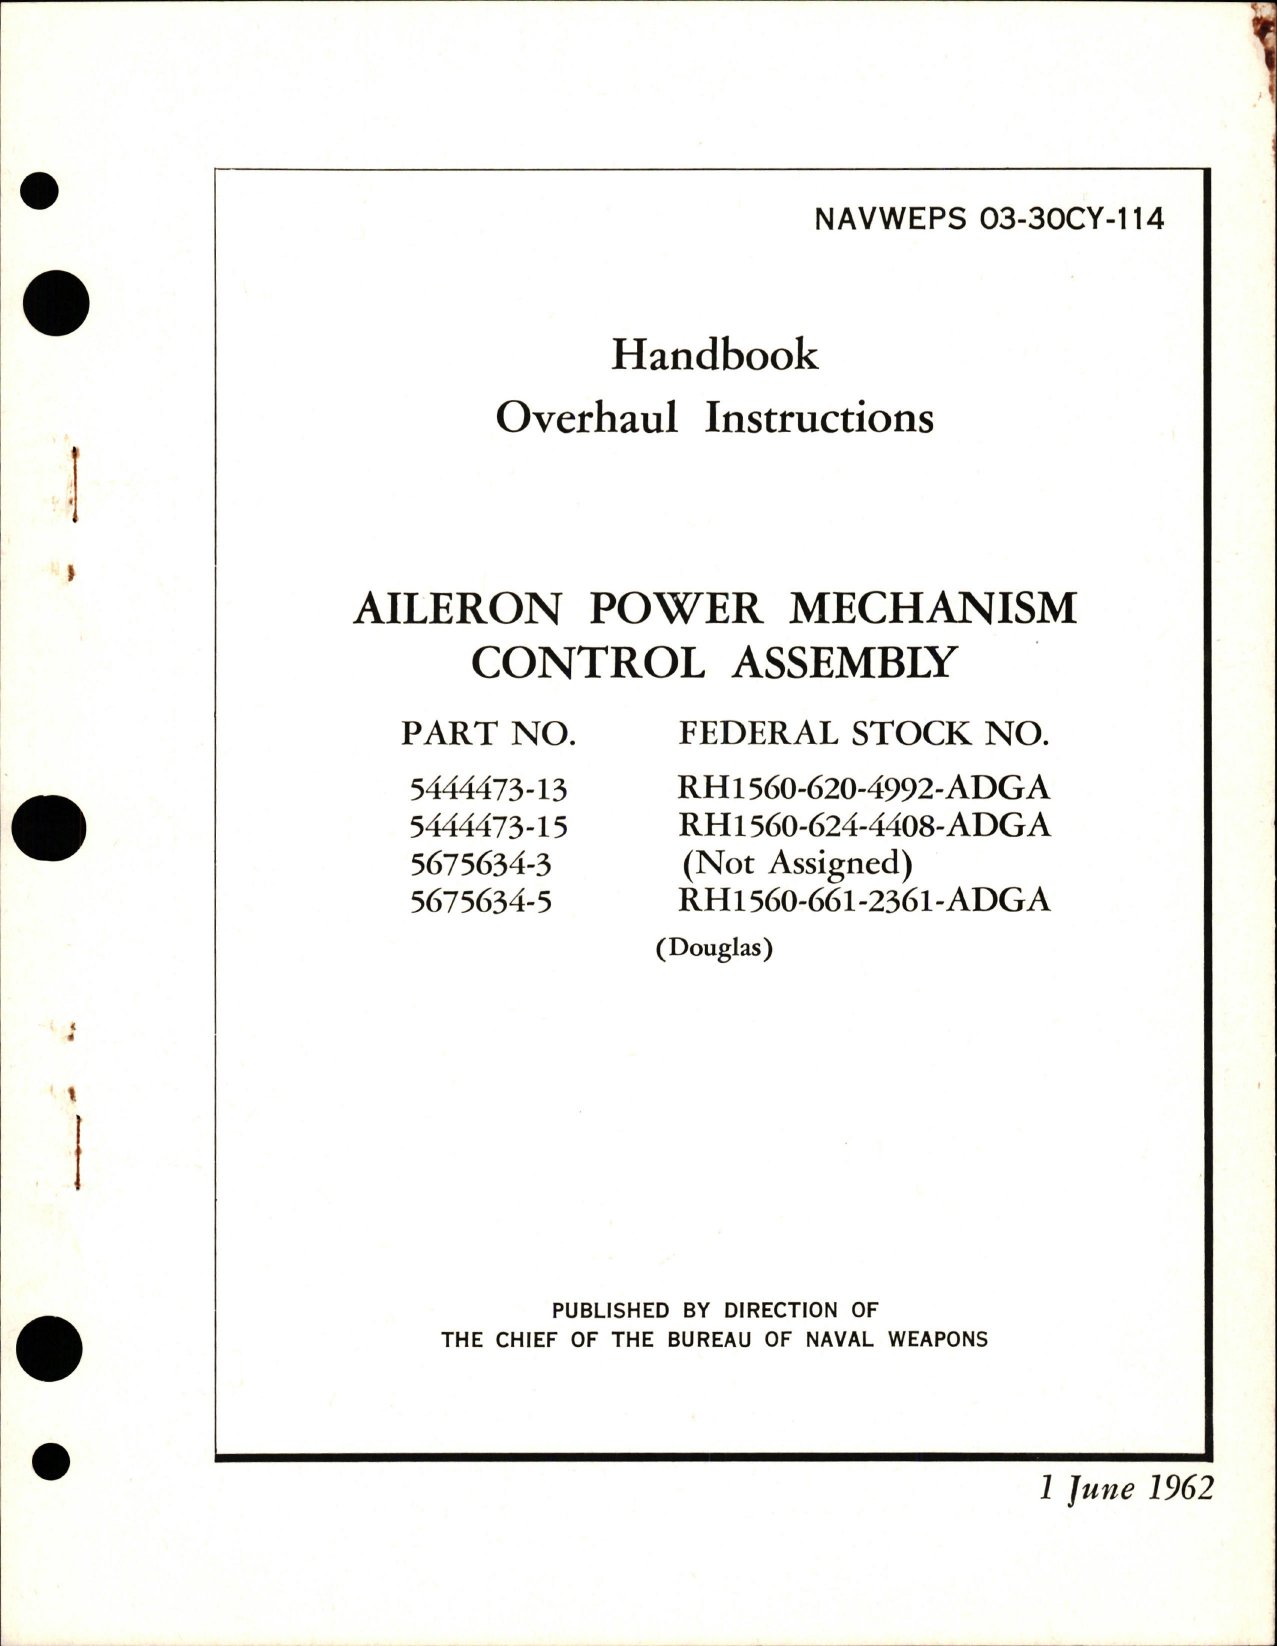 NAVWEPS 03-30CY-114
Handbook
Overhaul Instructions
AILERON POWER MECHANISM
CONTROL ASSEMBLY
PART NO. FEDERAL STOCK NO.
5444473-13 RH1560-620-4992-ADGA
5444473-15 RH1560-624-4408-ADGA
5675634-3 (Not Assigned)
5675634-5 RH1560-661-2361-ADGA
(Douglas)
PUBLISHED BY DIRECTION OF
THE CHIEF OF THE BUREAU OF NAVAL WEAPONS
1 June 1962